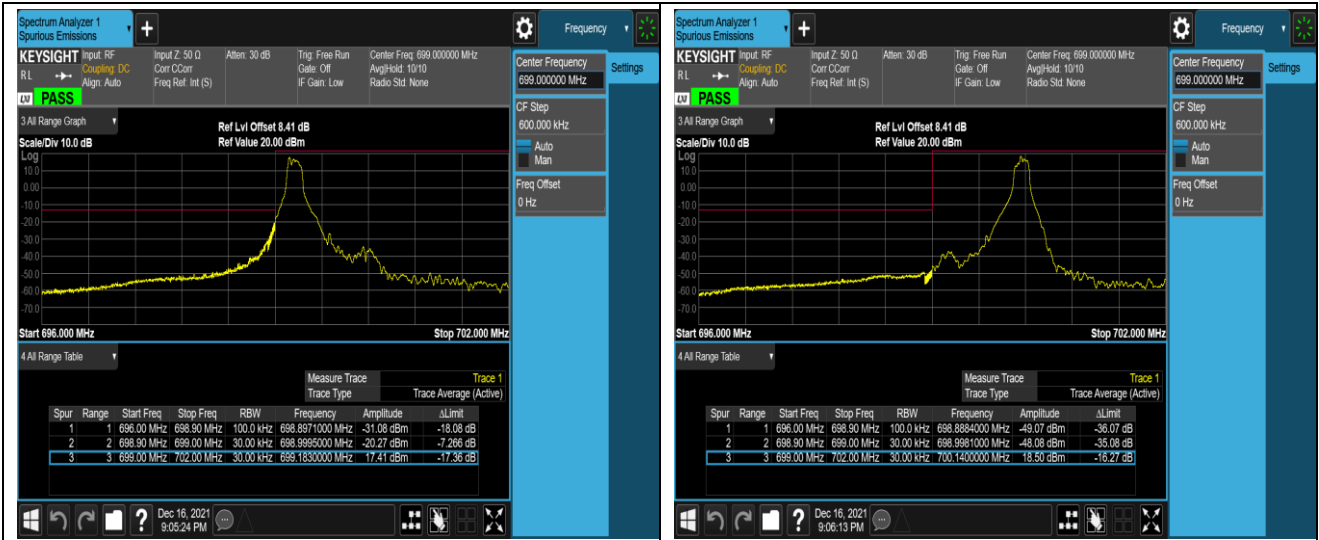 Spectrum Analyzer 1
Spurious Emissions
+
Frequency
KEYSIGHT Input: RF Input Z: 50 Ω Atten: 30 dB Trig: Free Run Center Freq: 699.000000 MHz
RL Coupling: DC Corr CCorr Gate: Off Avg|Hold: 10/10
Align: Auto Freq Ref: Int (S) IF Gain: Low Radio Std: None
LXI PASS
Center Frequency
699.000000 MHz
Settings
CF Step
600.000 kHz
Auto
Man
Freq Offset
0 Hz
3 All Range Graph
Ref Lvl Offset 8.41 dB
Scale/Div 10.0 dB Ref Value 20.00 dBm
Log
10.0
0.00
-10.0
-20.0
-30.0
-40.0
-50.0
-60.0
-70.0
Start 696.000 MHz Stop 702.000 MHz
4 All Range Table
Measure Trace Trace 1
Trace Type Trace Average (Active)
Spur Range Start Freq Stop Freq RBW Frequency Amplitude ΔLimit
1 1 696.00 MHz 698.90 MHz 100.0 kHz 698.8971000 MHz -31.08 dBm -18.08 dB
2 2 698.90 MHz 699.00 MHz 30.00 kHz 698.9995000 MHz -20.27 dBm -7.266 dB
3 3 699.00 MHz 702.00 MHz 30.00 kHz 699.1830000 MHz 17.41 dBm -17.36 dB
?
Dec 16, 2021
9:05:24 PM
Spectrum Analyzer 1
Spurious Emissions
+
Frequency
KEYSIGHT Input: RF Input Z: 50 Ω Atten: 30 dB Trig: Free Run Center Freq: 699.000000 MHz
RL Coupling: DC Corr CCorr Gate: Off Avg|Hold: 10/10
Align: Auto Freq Ref: Int (S) IF Gain: Low Radio Std: None
LXI PASS
Center Frequency
699.000000 MHz
Settings
CF Step
600.000 kHz
Auto
Man
Freq Offset
0 Hz
3 All Range Graph
Ref Lvl Offset 8.41 dB
Scale/Div 10.0 dB Ref Value 20.00 dBm
Log
10.0
0.00
-10.0
-20.0
-30.0
-40.0
-50.0
-60.0
-70.0
Start 696.000 MHz Stop 702.000 MHz
4 All Range Table
Measure Trace Trace 1
Trace Type Trace Average (Active)
Spur Range Start Freq Stop Freq RBW Frequency Amplitude ΔLimit
1 1 696.00 MHz 698.90 MHz 100.0 kHz 698.8884000 MHz -49.07 dBm -36.07 dB
2 2 698.90 MHz 699.00 MHz 30.00 kHz 698.9981000 MHz -48.08 dBm -35.08 dB
3 3 699.00 MHz 702.00 MHz 30.00 kHz 700.1400000 MHz 18.50 dBm -16.27 dB
?
Dec 16, 2021
9:06:13 PM